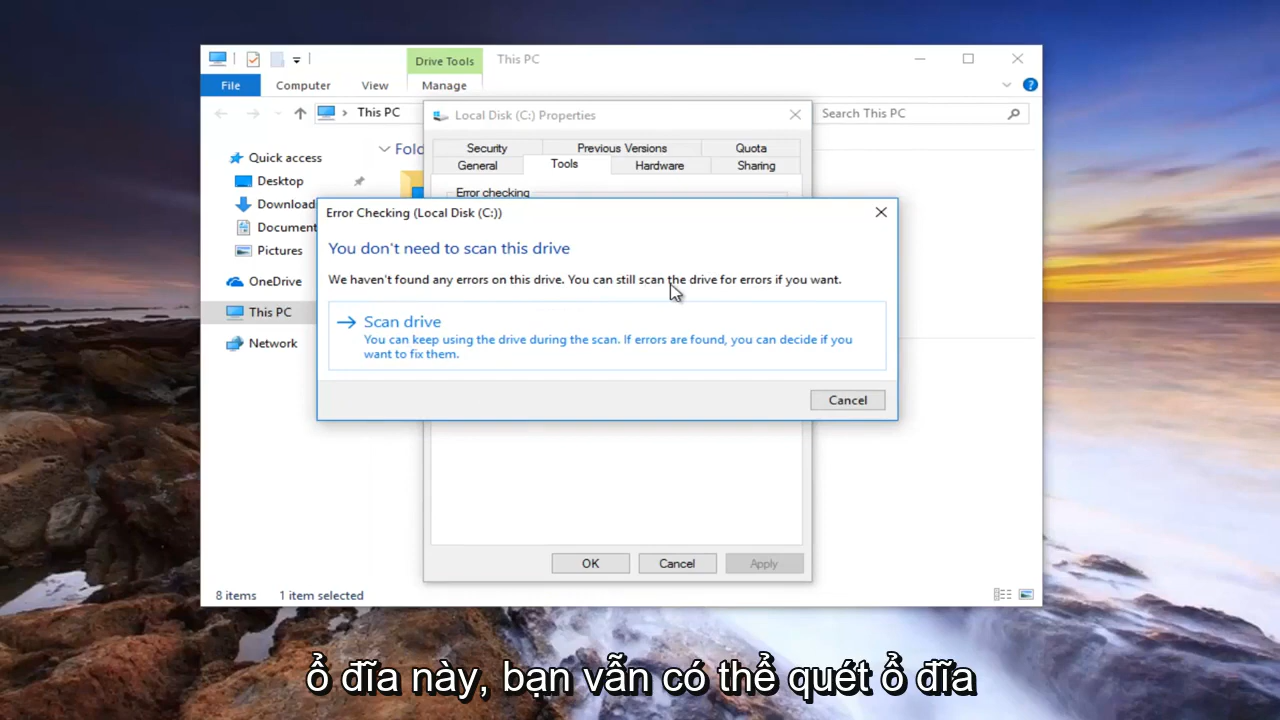 Drive Tools
This PC
File
Computer
View
Manage
This PC
Search This PC
Local Disk (C:) Properties
Security
Previous Versions
Quota
General
Tools
Hardware
Sharing
Error checking
Quick access
Desktop
Download
Document
Pictures
OneDrive
This PC
Network
Fol
Error Checking (Local Disk (C:))
You don't need to scan this drive
We haven't found any errors on this drive. You can still scan the drive for errors if you want.
Scan drive
You can keep using the drive during the scan. If errors are found, you can decide if you
want to fix them.
Cancel
OK
Cancel
Apply
8 items
1 item selected
ổ đĩa này, bạn vẫn có thể quét ổ đĩa